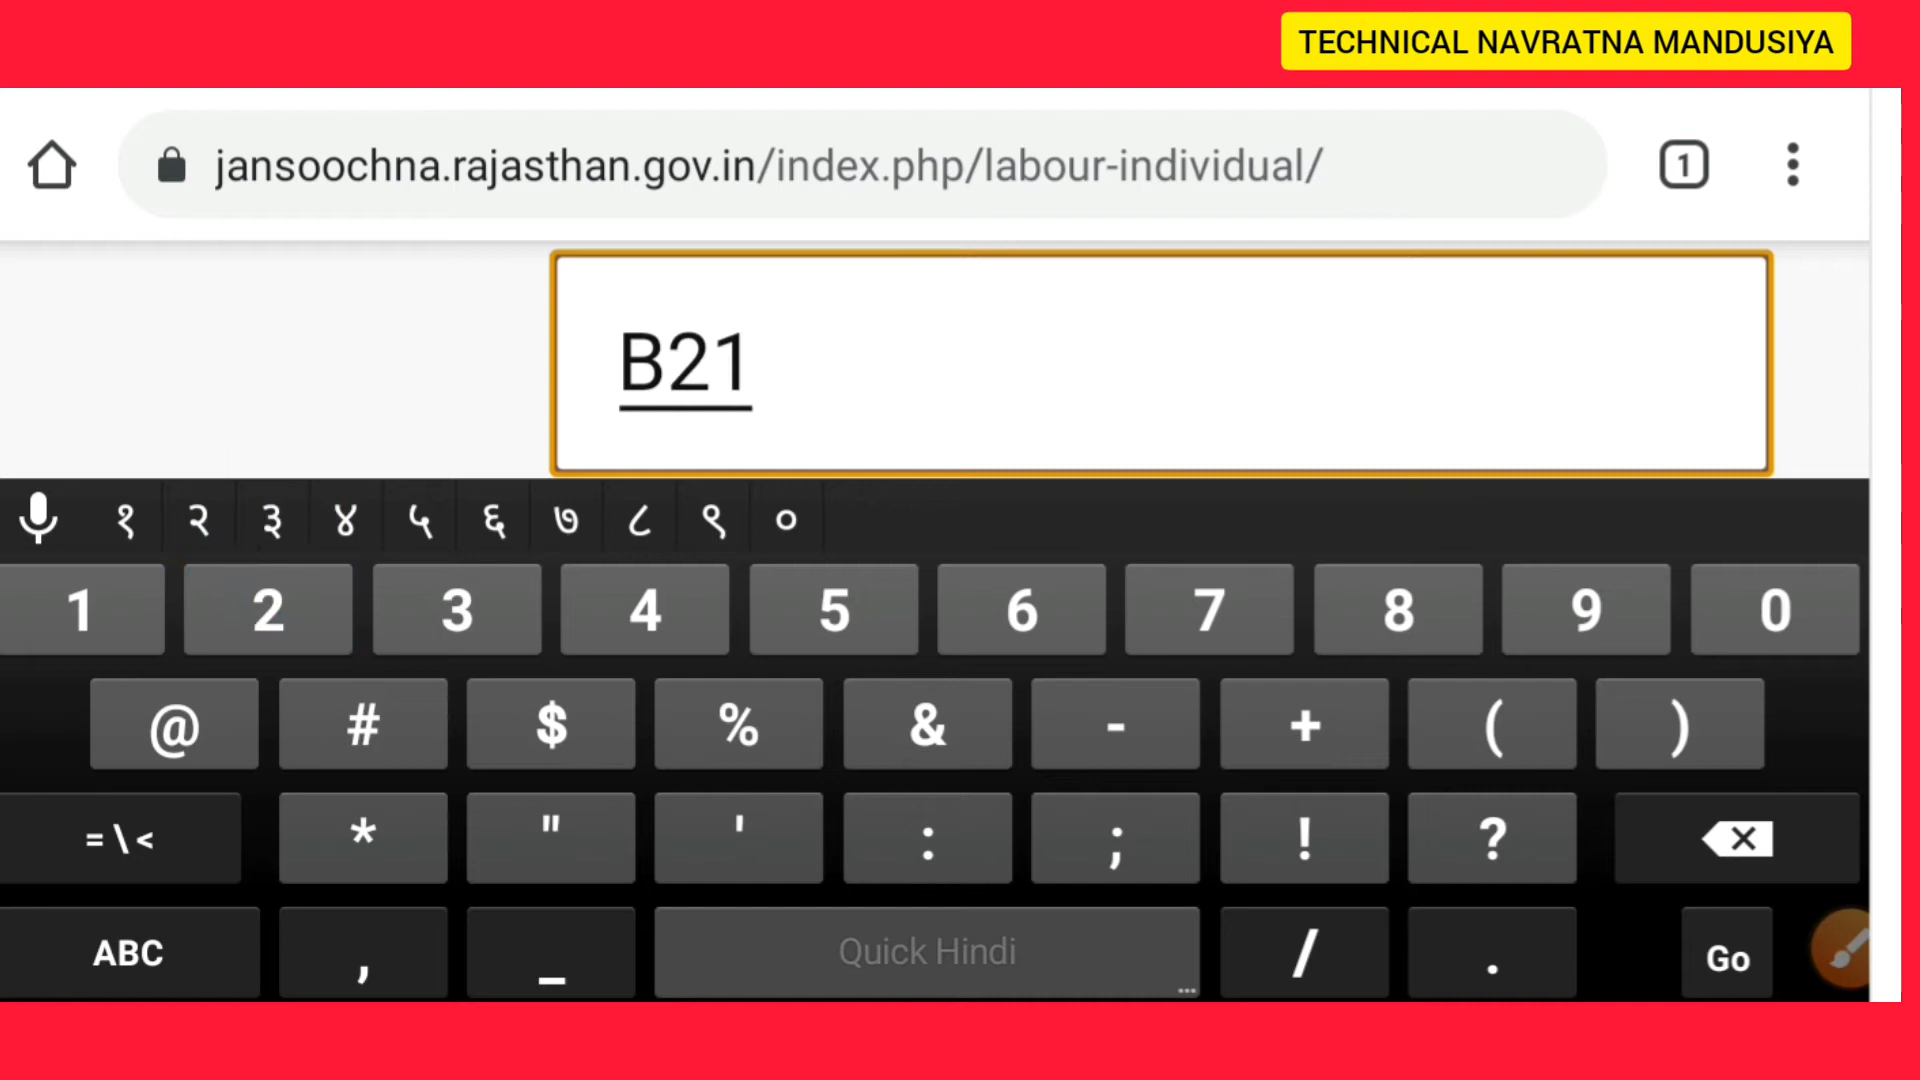 TECHNICAL NAVRATNA MANDUSIYA
jansoochna.rajasthan.gov.in/index.php/labour-individual/
1
B21
१ २ ३ ४ ५ ६ ७ ८ ९ ०
1 2 3 4 5 6 7 8 9 0
@ # $ % & - + ( )
= \ < * " ' : ; ! ?
ABC , _ Quick Hindi ... / . Go